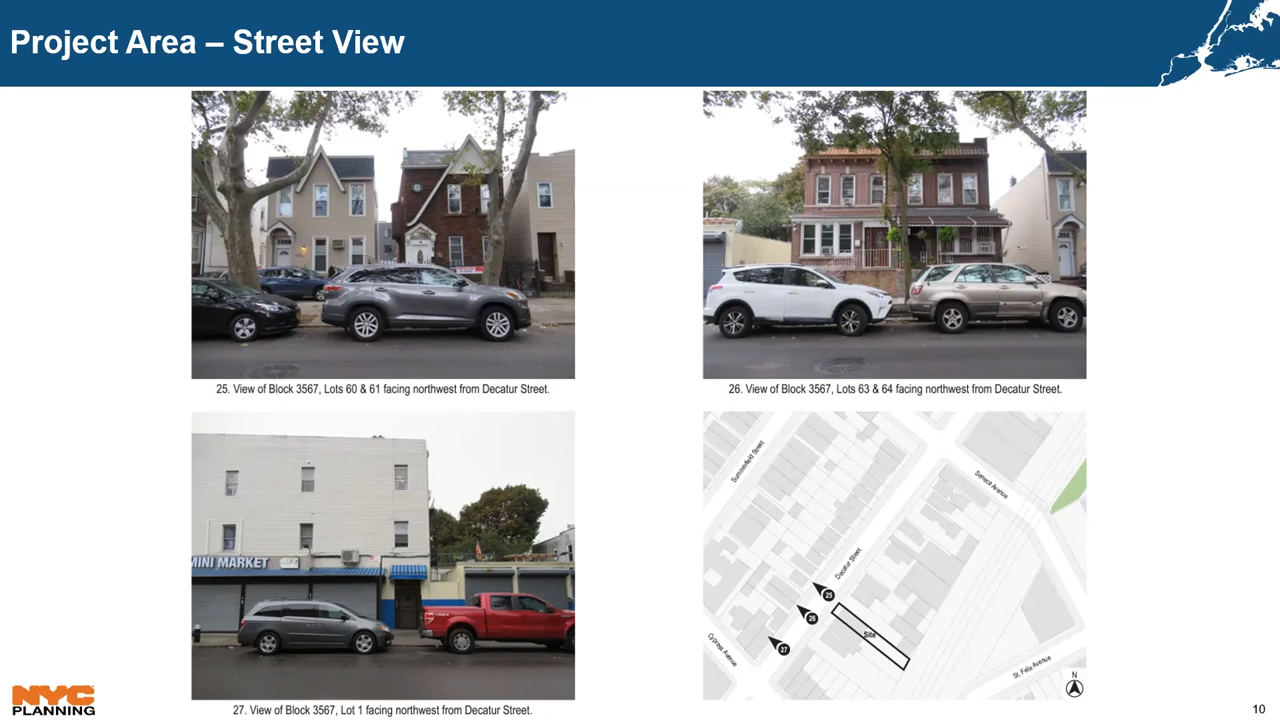 Project Area – Street View
25. View of Block 3567, Lots 60 & 61 facing northwest from Decatur Street.
26. View of Block 3567, Lots 63 & 64 facing northwest from Decatur Street.
MINI MARKET
27. View of Block 3567, Lot 1 facing northwest from Decatur Street.
Summerfield Street
Seneca Avenue
Decatur Street
25
26
27
Site
Cypress Avenue
St. Felix Avenue
N
NYC
PLANNING
10